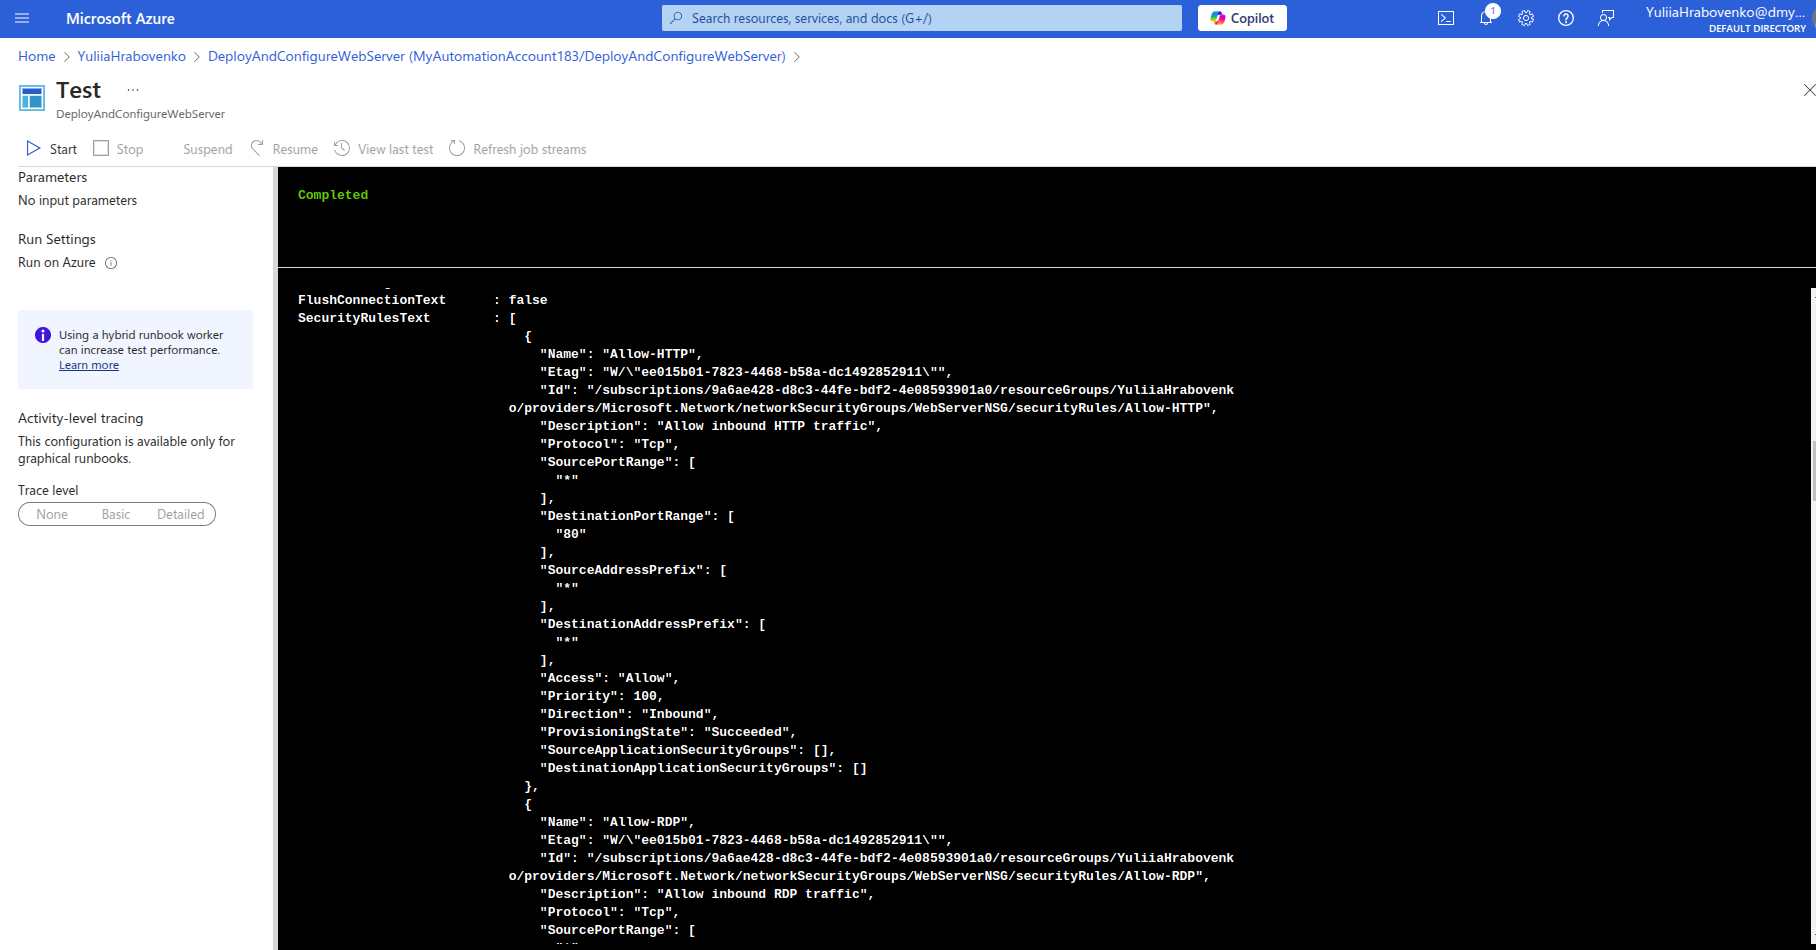 Microsoft Azure
Search resources, services, and docs (G+/)
Copilot
1
YuliiaHrabovenko@dmy...
DEFAULT DIRECTORY
Home > YuliiaHrabovenko > DeployAndConfigureWebServer (MyAutomationAccount183/DeployAndConfigureWebServer) >
Test ...
DeployAndConfigureWebServer
Start Stop Suspend Resume View last test Refresh job streams
Parameters
No input parameters
Run Settings
Run on Azure
Using a hybrid runbook worker
can increase test performance.
Learn more
Activity-level tracing
This configuration is available only for
graphical runbooks.
Trace level
None Basic Detailed
Completed
FlushConnectionText : false
SecurityRulesText : [
{
"Name": "Allow-HTTP",
"Etag": "W/\"ee015b01-7823-4468-b58a-dc1492852911\"",
"Id": "/subscriptions/9a6ae428-d8c3-44fe-bdf2-4e08593901a0/resourceGroups/YuliiaHrabovenk
o/providers/Microsoft.Network/networkSecurityGroups/WebServerNSG/securityRules/Allow-HTTP",
"Description": "Allow inbound HTTP traffic",
"Protocol": "Tcp",
"SourcePortRange": [
"*"
],
"DestinationPortRange": [
"80"
],
"SourceAddressPrefix": [
"*"
],
"DestinationAddressPrefix": [
"*"
],
"Access": "Allow",
"Priority": 100,
"Direction": "Inbound",
"ProvisioningState": "Succeeded",
"SourceApplicationSecurityGroups": [],
"DestinationApplicationSecurityGroups": []
},
{
"Name": "Allow-RDP",
"Etag": "W/\"ee015b01-7823-4468-b58a-dc1492852911\"",
"Id": "/subscriptions/9a6ae428-d8c3-44fe-bdf2-4e08593901a0/resourceGroups/YuliiaHrabovenk
o/providers/Microsoft.Network/networkSecurityGroups/WebServerNSG/securityRules/Allow-RDP",
"Description": "Allow inbound RDP traffic",
"Protocol": "Tcp",
"SourcePortRange": [